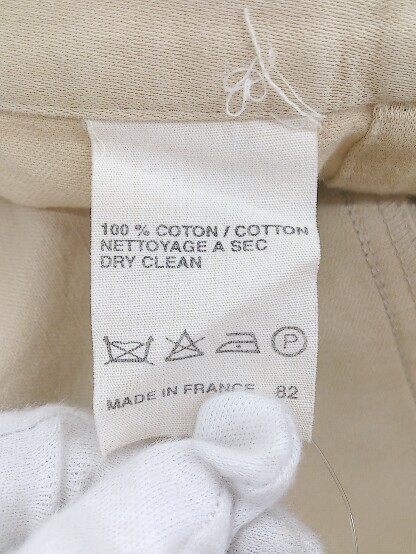 100 % COTON / COTTON
NETTOYAGE A SEC
DRY CLEAN
P
MADE IN FRANCE 82